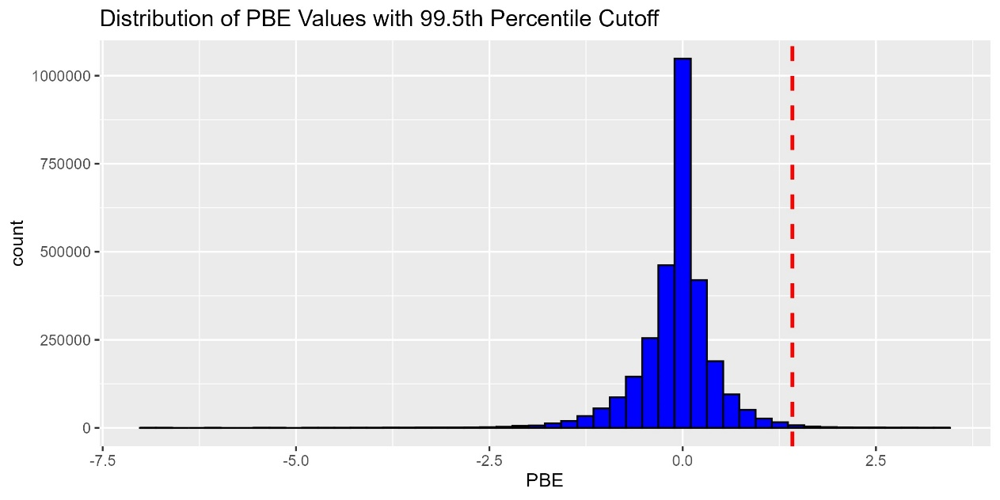 Distribution of PBE Values with 99.5th Percentile Cutoff
1000000
750000
500000
250000
0
count
-7.5 -5.0 -2.5 0.0 2.5
PBE